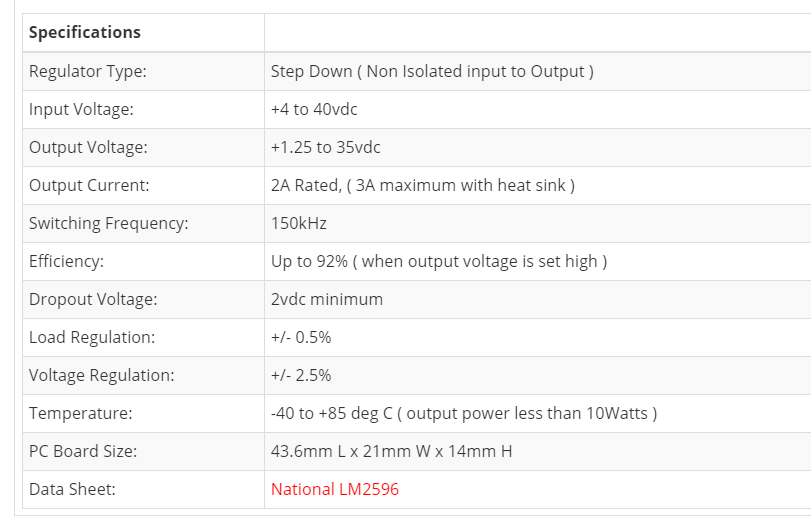 Specifications
Regulator Type: Step Down ( Non Isolated input to Output )
Input Voltage: +4 to 40vdc
Output Voltage: +1.25 to 35vdc
Output Current: 2A Rated, ( 3A maximum with heat sink )
Switching Frequency: 150kHz
Efficiency: Up to 92% ( when output voltage is set high )
Dropout Voltage: 2vdc minimum
Load Regulation: +/- 0.5%
Voltage Regulation: +/- 2.5%
Temperature: -40 to +85 deg C ( output power less than 10Watts )
PC Board Size: 43.6mm L x 21mm W x 14mm H
Data Sheet: National LM2596